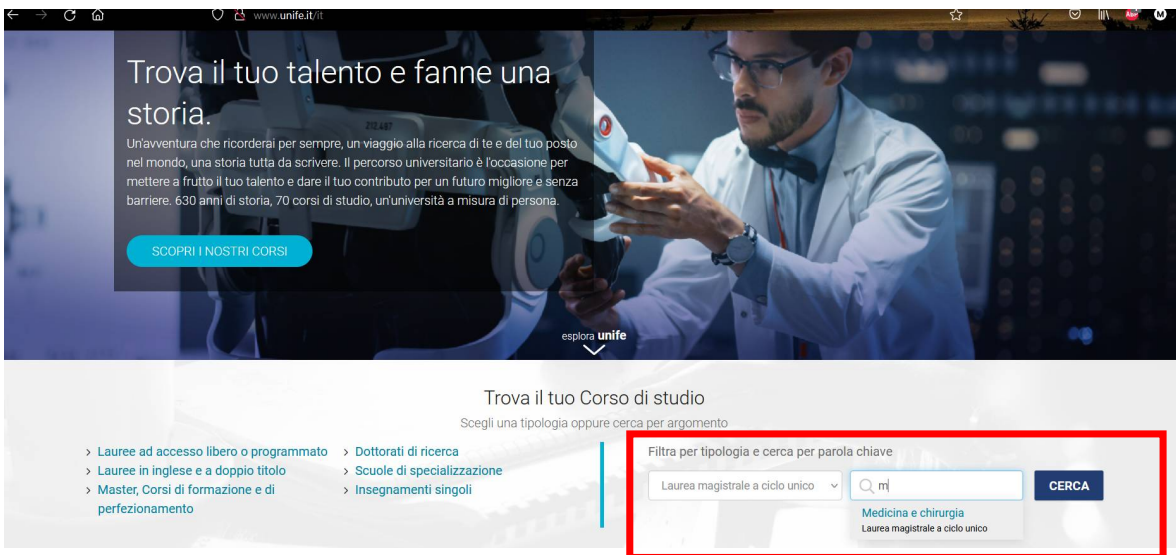 www.unife.it/it
Trova il tuo talento e fanne una
storia.
212.487
Un'avventura che ricorderai per sempre, un viaggio alla ricerca di te e del tuo posto
nel mondo, una storia tutta da scrivere. Il percorso universitario è l'occasione per
mettere a frutto il tuo talento e dare il tuo contributo per un futuro migliore e senza
barriere. 630 anni di storia, 70 corsi di studio, un'università a misura di persona.
SCOPRI I NOSTRI CORSI
esplora unife
Trova il tuo Corso di studio
Scegli una tipologia oppure cerca per argomento
> Lauree ad accesso libero o programmato
> Lauree in inglese e a doppio titolo
> Master, Corsi di formazione e di
perfezionamento
> Dottorati di ricerca
> Scuole di specializzazione
> Insegnamenti singoli
Filtra per tipologia e cerca per parola chiave
Laurea magistrale a ciclo unico
m
CERCA
Medicina e chirurgia
Laurea magistrale a ciclo unico